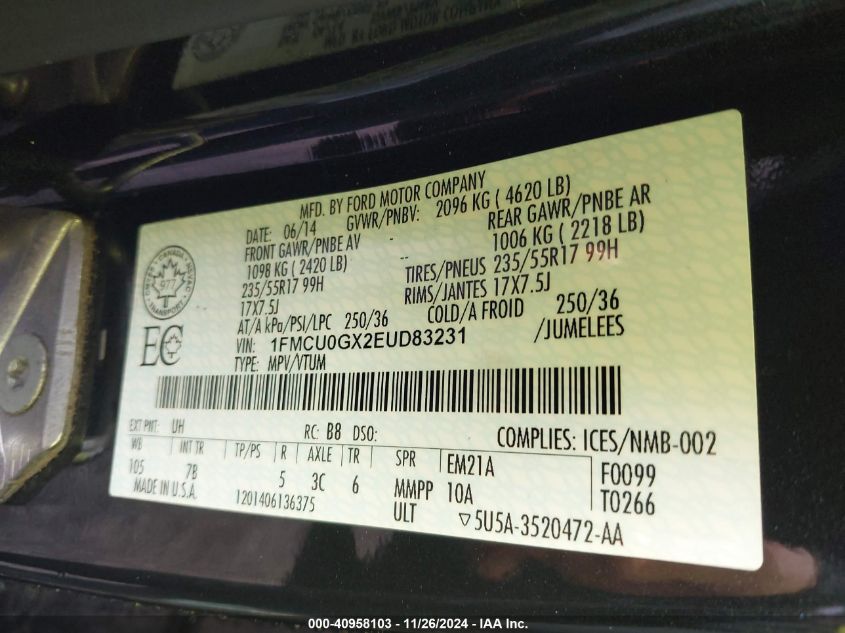 MFD. BY FORD MOTOR COMPANY
DATE: 06/14 GVWR/PNBV: 2096 KG ( 4620 LB)
FRONT GAWR/PNBE AV - REAR GAWR/PNBE AR
1098 KG ( 2420 LB) - 1006 KG ( 2218 LB)
235/55R17 99H TIRES/PNEUS 235/55R17 99H
17X7.5J RIMS/JANTES 17X7.5J
AT/A kPa/PSI/LPC 250/36 COLD/A FROID 250/36
VIN: 1FMCU0GX2EUD83231 /JUMELEES
TYPE: MPV/VTUM
CANADA
977
TRANSPORT
EC
EXT PNT: UH RC: B8 DSO: COMPLIES: ICES/NMB-002
WB INT TR TP/PS R AXLE TR SPR EM21A F0099
105 7B 5 3C 6 MMPP 10A T0266
MADE IN U.S.A. 1201406136375 ULT ▽5U5A-3520472-AA
000-40958103 - 11/26/2024 - IAA Inc.